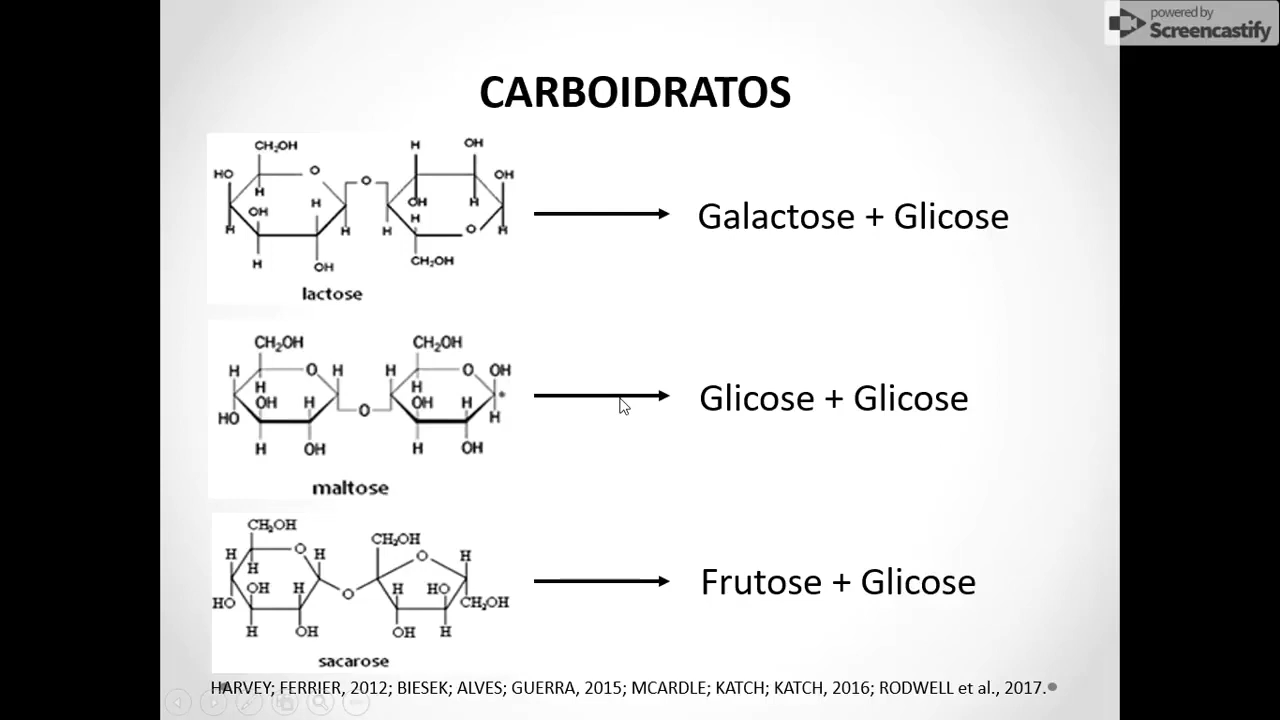 powered by
Screencastify
CARBOIDRATOS
CH₂OH
O
HO
H
OH
H
H
H
H
OH
O
H
OH
OH
OH
H
H
H
O
H
CH₂OH
lactose
Galactose + Glicose
CH₂OH
H
O
H
H
OH
H
HO
H
OH
O
CH₂OH
H
O
OH
H
OH
H
*
H
H
OH
maltose
Glicose + Glicose
CH₂OH
H
O
H
H
OH
H
HO
H
OH
O
CH₂OH
O
H
H
HO
CH₂OH
OH
H
sacarose
Frutose + Glicose
HARVEY; FERRIER, 2012; BIESEK; ALVES; GUERRA, 2015; MCARDLE; KATCH; KATCH, 2016; RODWELL et al., 2017.